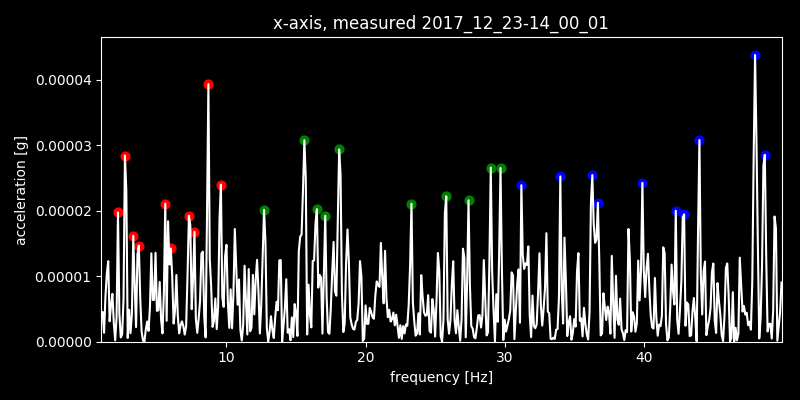 x-axis, measured 2017_12_23-14_00_01
acceleration [g]
0.00004
0.00003
0.00002
0.00001
0.00000
10 20 30 40
frequency [Hz]